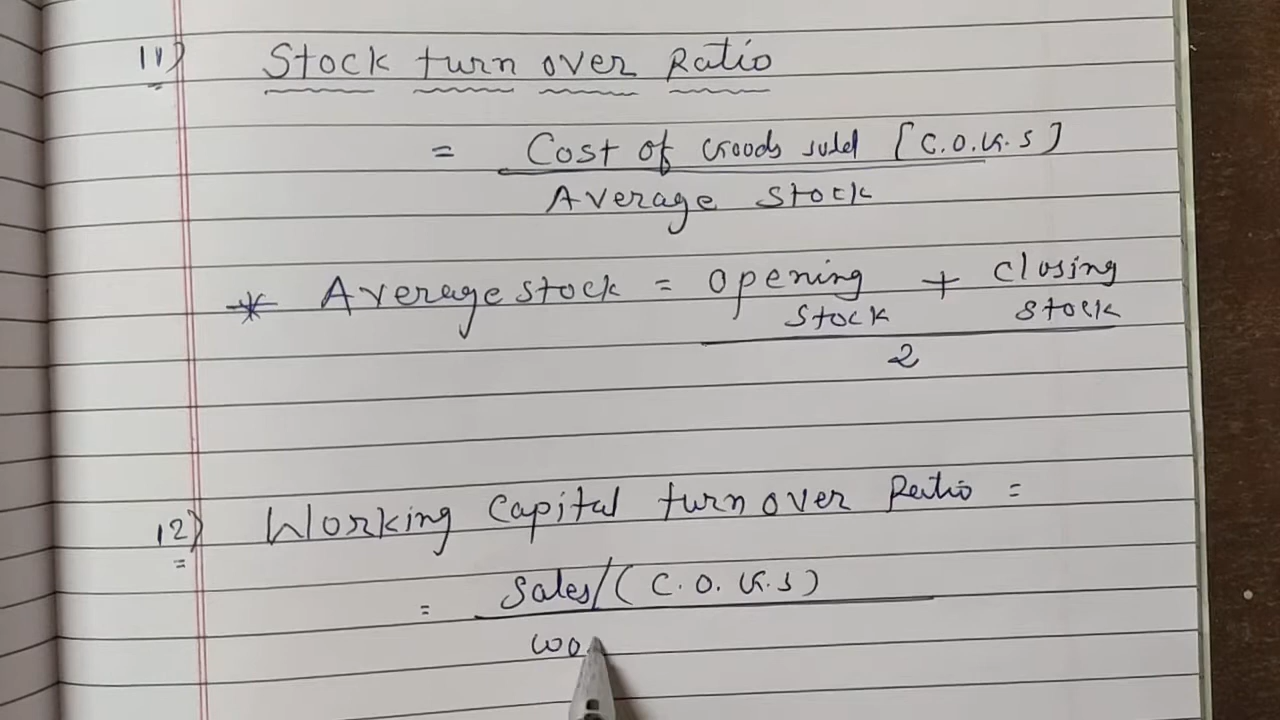 11) Stock turn over Ratio
= Cost of Goods sold [C.O.G.S]
Average stock
* Average stock = opening + closing
stock stock
2
12) Working Capital turn over Ratio =
= Sales/(C.O.G.S)
wo